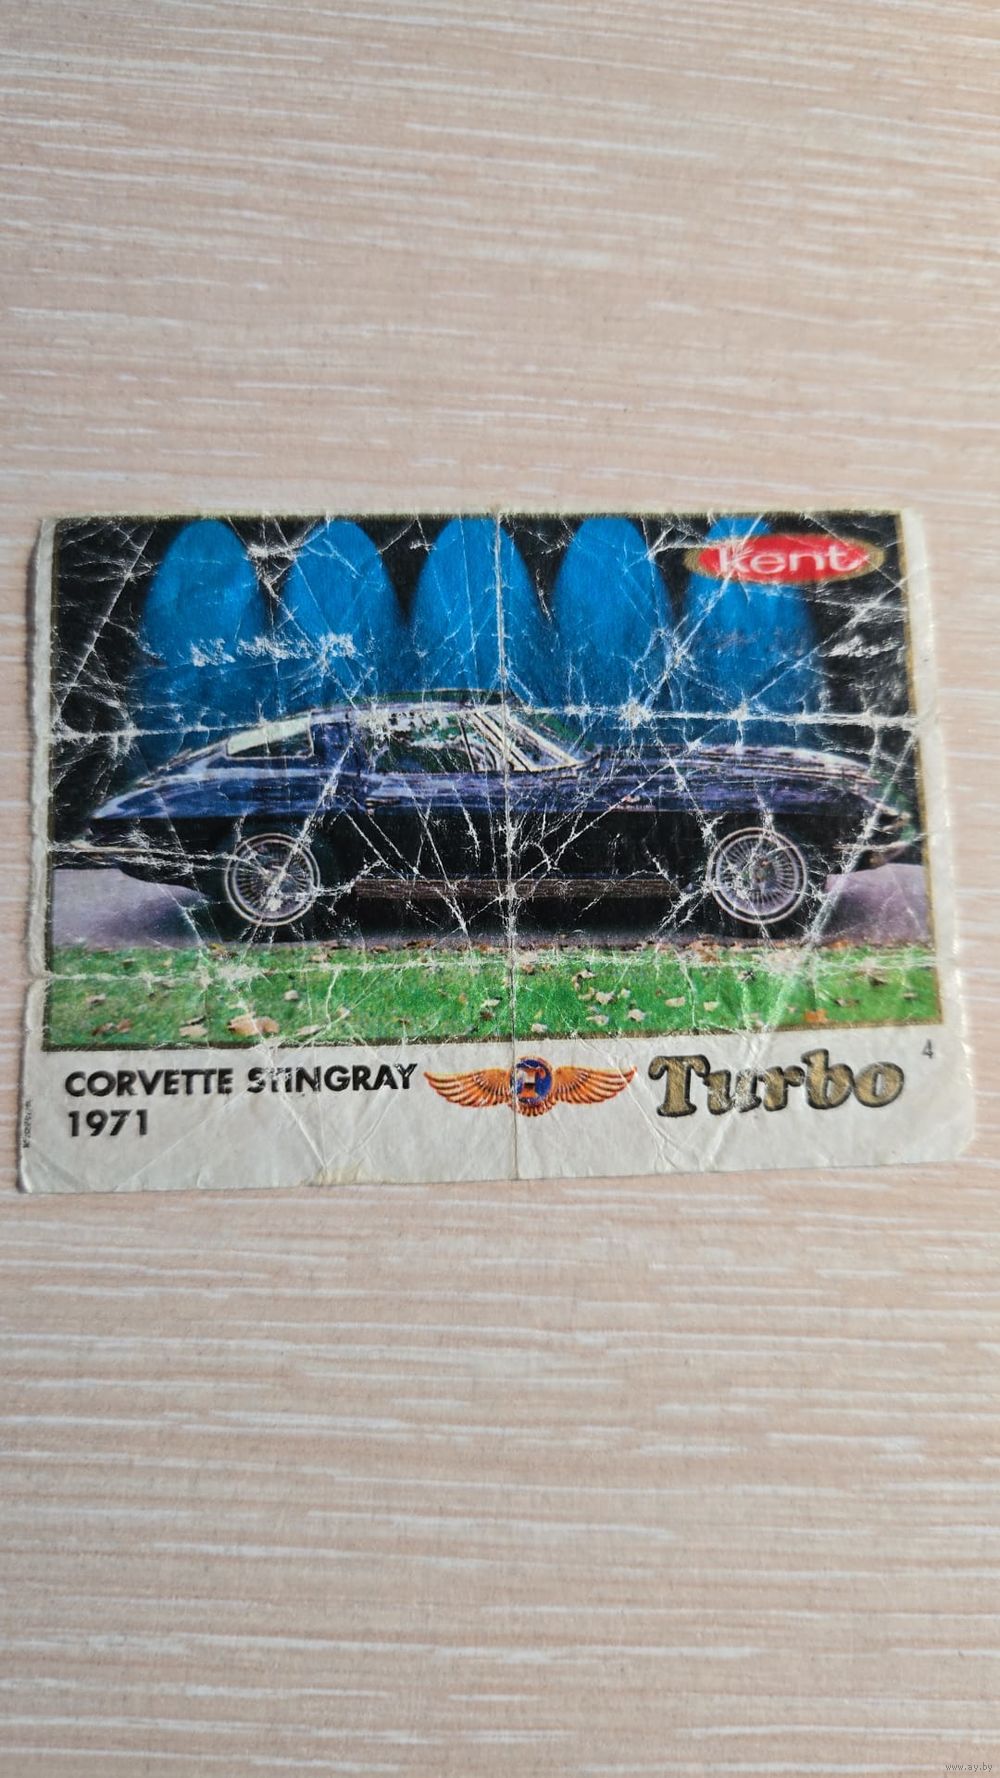 Kent
CORVETTE STINGRAY
1971
Turbo
4
www.ay.by